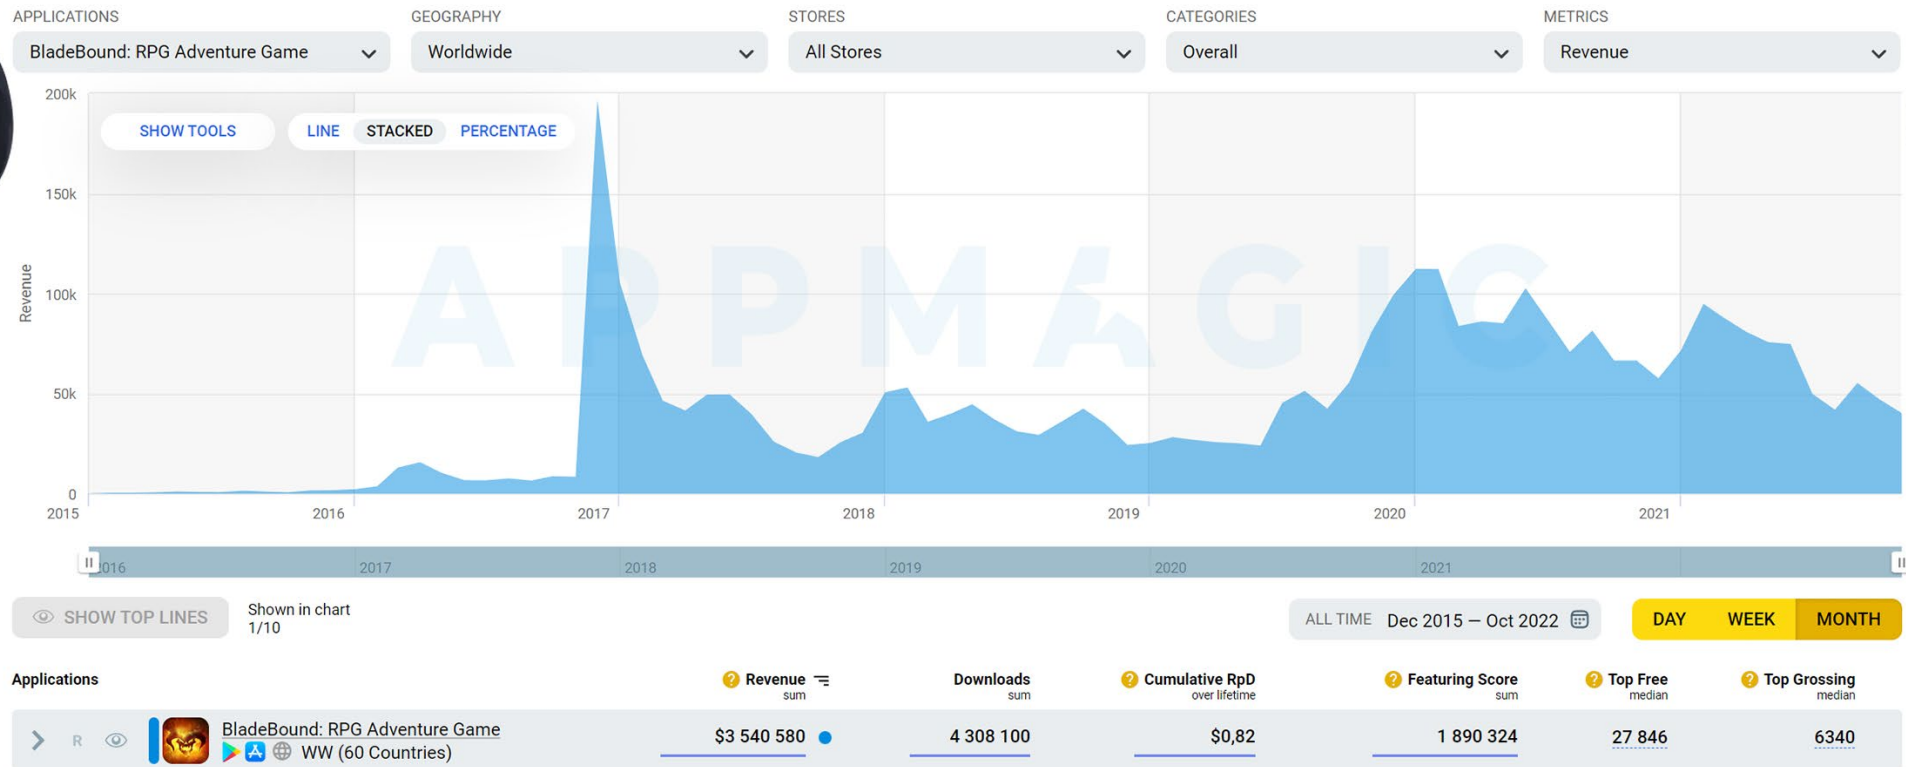 APPLICATIONS GEOGRAPHY STORES CATEGORIES METRICS
BladeBound: RPG Adventure Game Worldwide All Stores Overall Revenue
200k
SHOW TOOLS LINE STACKED PERCENTAGE
150k
APPMAGIC
Revenue
100k
50k
0
2015 2016 2017 2018 2019 2020 2021
016 2017 2018 2019 2020 2021
SHOW TOP LINES Shown in chart
1/10
ALL TIME Dec 2015 – Oct 2022 DAY WEEK MONTH
Applications ? Revenue Downloads ? Cumulative RpD ? Featuring Score ? Top Free ? Top Grossing
sum sum over lifetime sum median median
R BladeBound: RPG Adventure Game $3 540 580 4 308 100 $0,82 1 890 324 27 846 6340
WW (60 Countries)